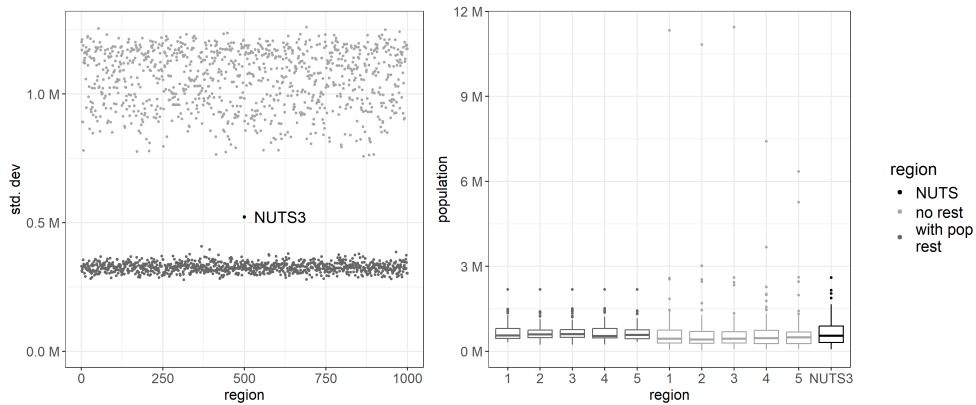 1.0 M
0.5 M
0.0 M
std. dev
NUTS3
0 250 500 750 1000
region
12 M
9 M
6 M
3 M
0 M
population
1 2 3 4 5 1 2 3 4 5 NUTS3
region
region
NUTS
no rest
with pop
rest